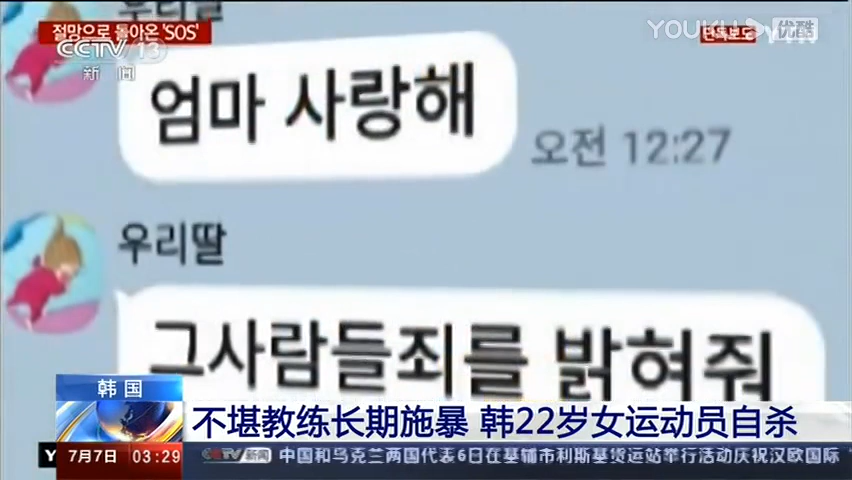 절망으로 돌아온 'SOS'
CCTV 13
新 闻
YOUKU 优酷
단독보도
엄마 사랑해
오전 12:27
우리딸
그사람들죄를 밝혀줘
韩 国
不堪教练长期施暴 韩22岁女运动员自杀
7月7日 03:29
CCTV 新闻
中国和乌克兰两国代表6日在基辅市利斯基货运站举行活动庆祝汉欧国际